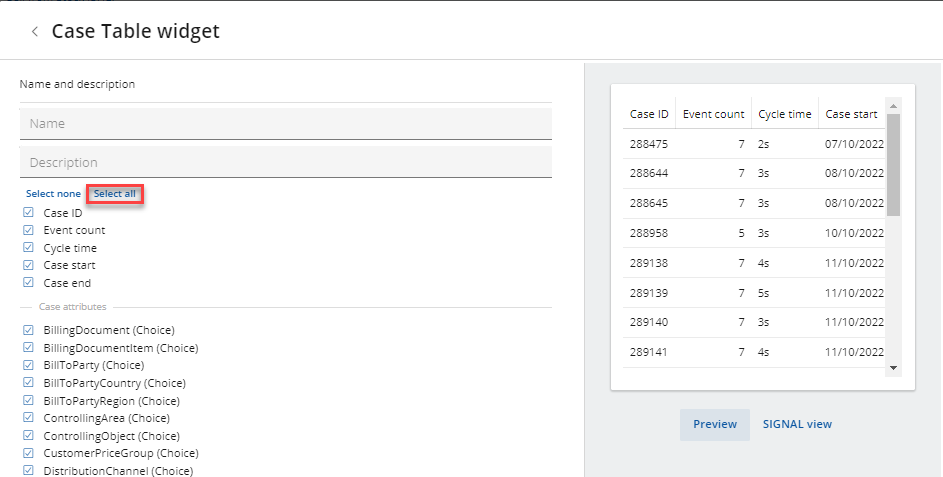 Case Table widget
Name and description
Name
Description
Select none Select all
Case ID
Event count
Cycle time
Case start
Case end
Case attributes
BillingDocument (Choice)
BillingDocumentItem (Choice)
BillToParty (Choice)
BillToPartyCountry (Choice)
BillToPartyRegion (Choice)
ControllingArea (Choice)
ControllingObject (Choice)
CustomerPriceGroup (Choice)
DistributionChannel (Choice)
Case ID Event count Cycle time Case start
288475 7 2s 07/10/2022
288644 7 3s 08/10/2022
288645 7 3s 08/10/2022
288958 5 3s 10/10/2022
289138 7 4s 11/10/2022
289139 7 5s 11/10/2022
289140 7 3s 11/10/2022
289141 7 4s 11/10/2022
Preview SIGNAL view